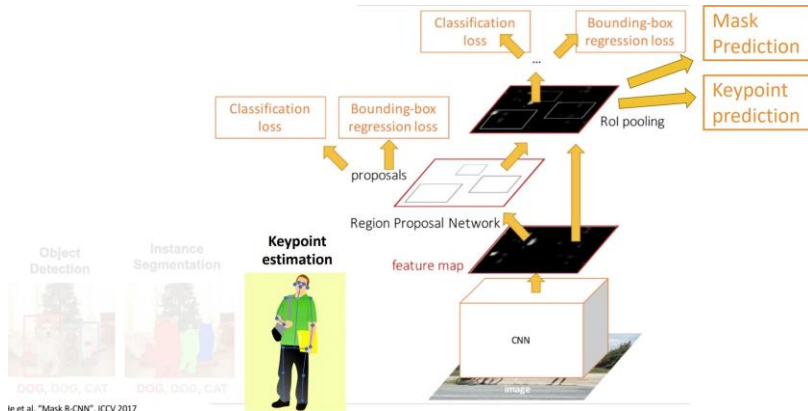 Classification
loss
Bounding-box
regression loss
Mask
Prediction
...
Classification
loss
Bounding-box
regression loss
Keypoint
prediction
RoI pooling
proposals
Region Proposal Network
Object
Detection
Instance
Segmentation
Keypoint
estimation
feature map
CNN
image
DOG, DOG, CAT
DOG, DOG, CAT
et al. "Mask R-CNN", ICCV 2017